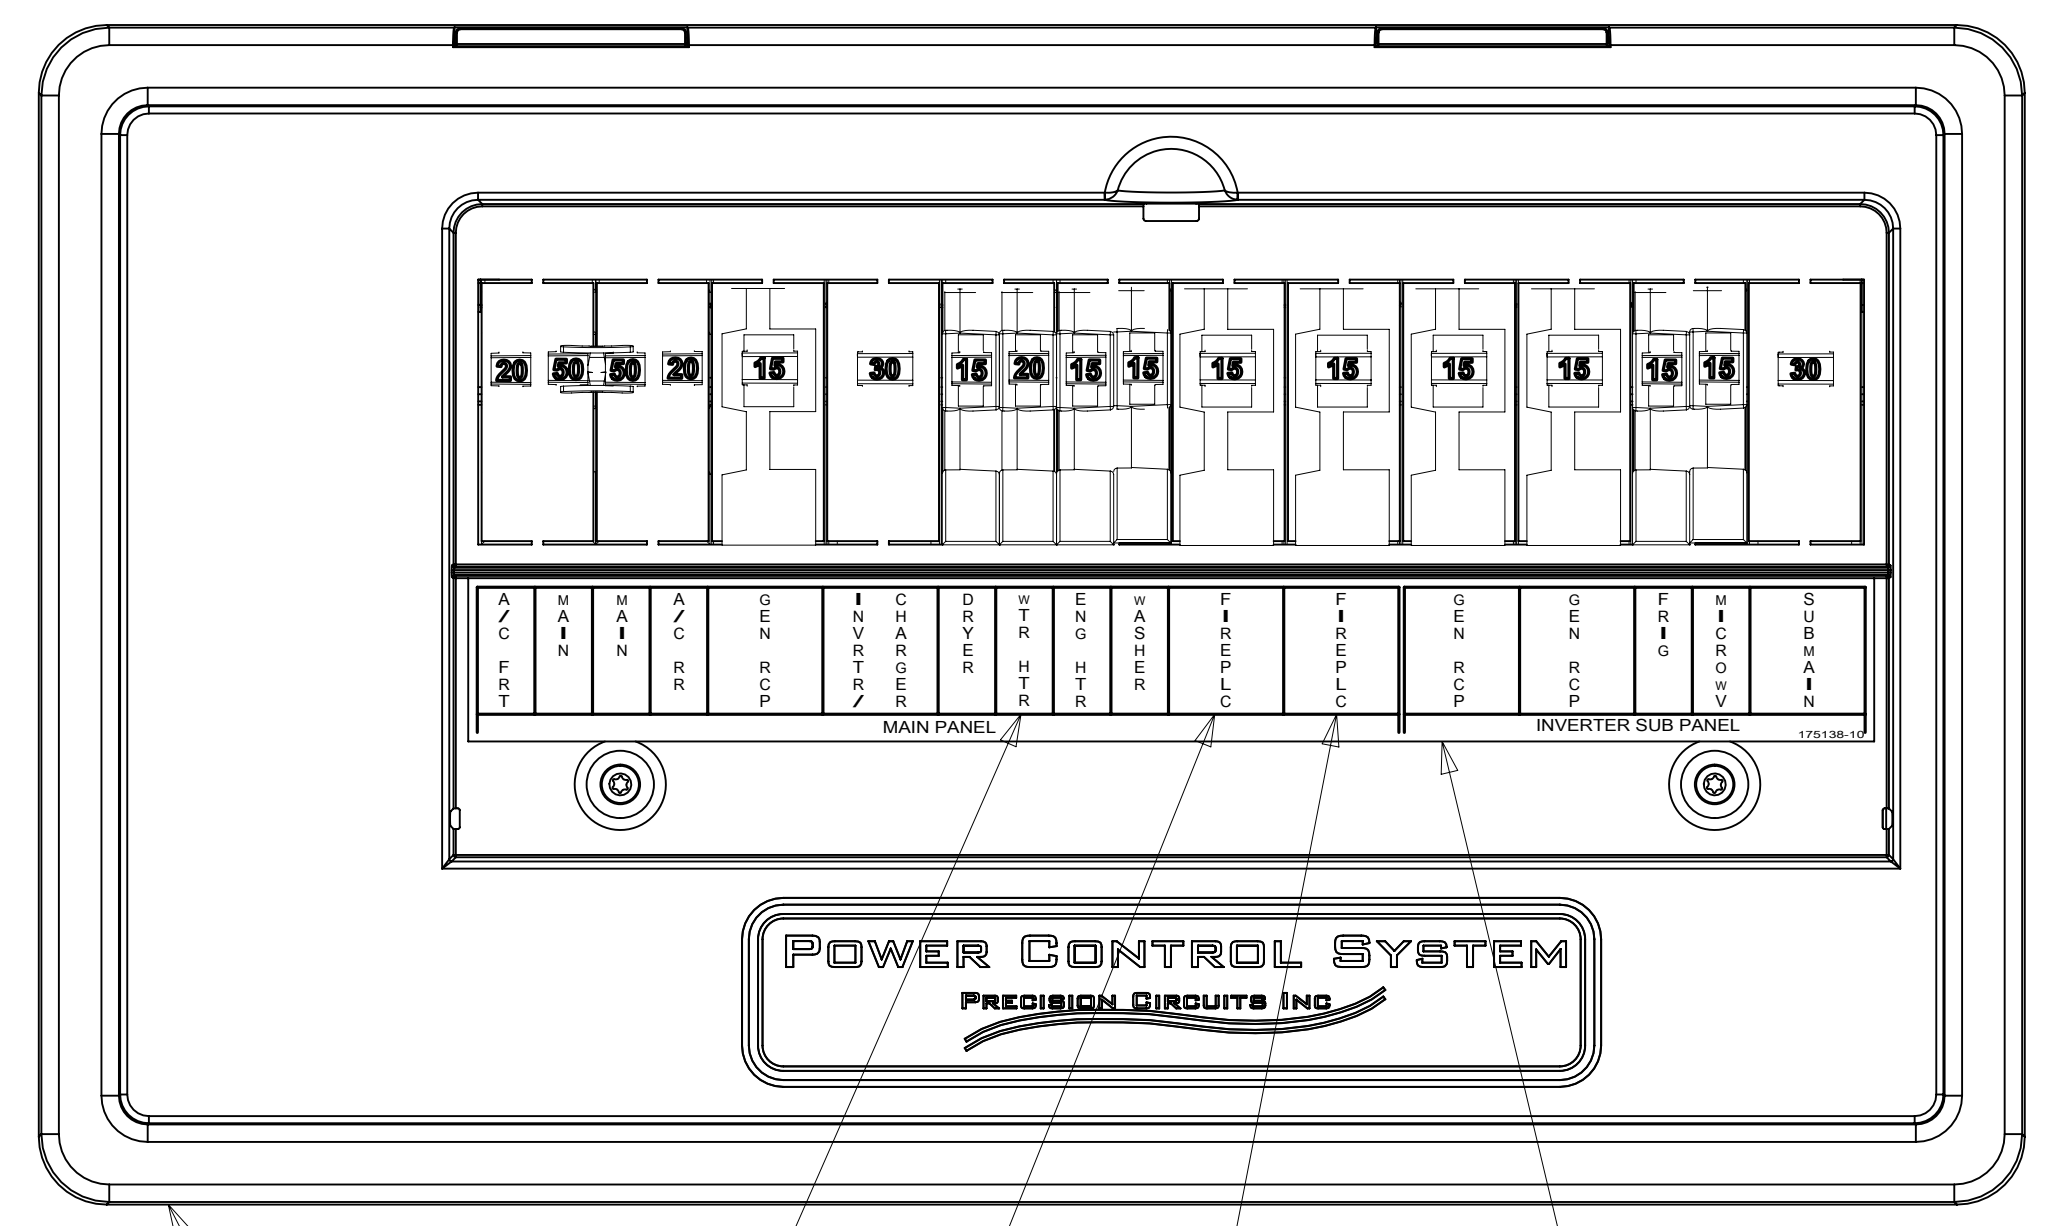 20 50 50 20 15 30 15 20 15 15 15 15 15 15 15 15 30
A/C FRT
MAIN
MAIN
A/C RR
GEN RCP
INVRTR/
CHARGER
DRYER
WTR HTR
ENG HTR
WASHER
FIREPLC
FIREPLC
GEN RCP
GEN RCP
FRIG
MICROWV
SUBMAIN
MAIN PANEL
INVERTER SUB PANEL
175138-10
POWER CONTROL SYSTEM
PRECISION CIRCUITS INC